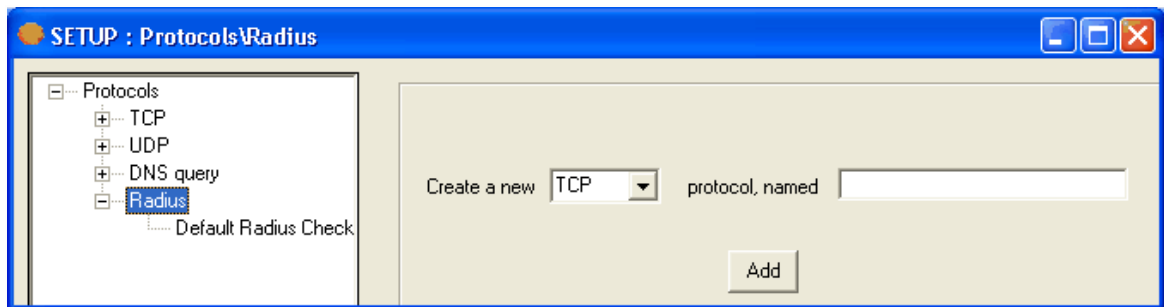 SETUP : Protocols\Radius
Protocols
TCP
UDP
DNS query
Radius
Default Radius Check
Create a new TCP protocol, named
Add